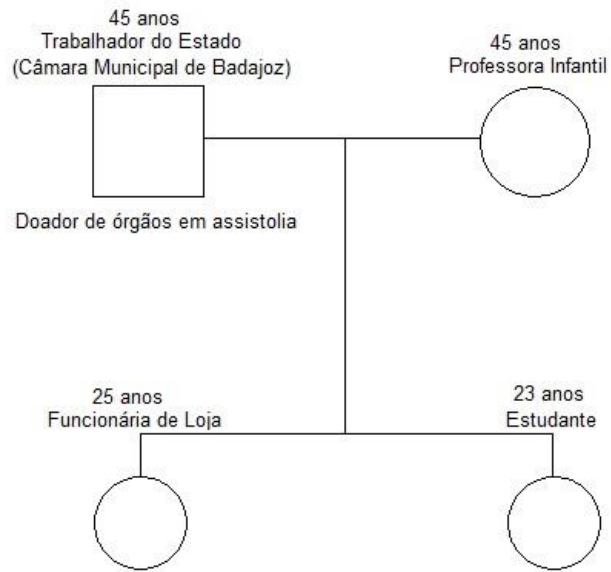 45 anos
Trabalhador do Estado
(Câmara Municipal de Badajoz)
45 anos
Professora Infantil
Doador de órgãos em assistolia
25 anos
Funcionária de Loja
23 anos
Estudante